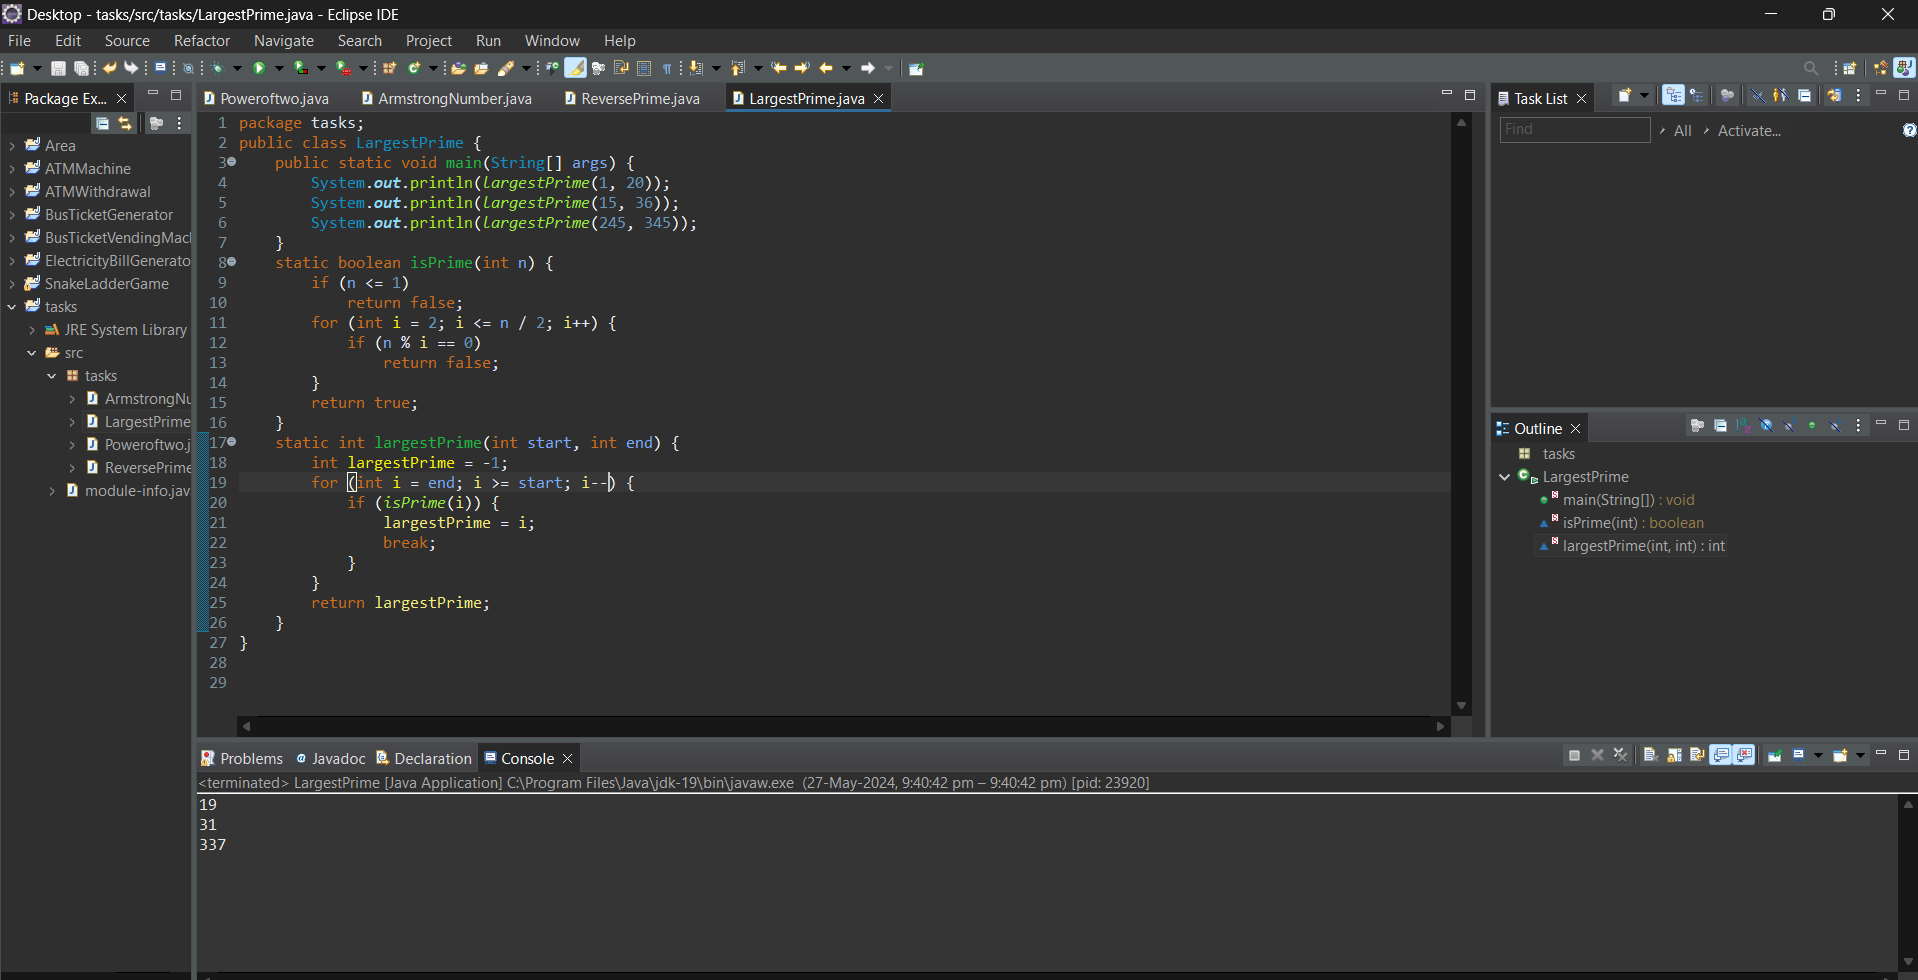 Desktop - tasks/src/tasks/LargestPrime.java - Eclipse IDE
File Edit Source Refactor Navigate Search Project Run Window Help
Package Ex...
Poweroftwo.java ArmstrongNumber.java ReversePrime.java LargestPrime.java
Area
ATMMachine
ATMWithdrawal
BusTicketGenerator
BusTicketVendingMacl
ElectricityBillGenerato
SnakeLadderGame
tasks
JRE System Library
src
tasks
ArmstrongNu
LargestPrime
Poweroftwo.j
ReversePrime
module-info.jav
1 package tasks;
2 public class LargestPrime {
3 public static void main(String[] args) {
4 System.out.println(largestPrime(1, 20));
5 System.out.println(largestPrime(15, 36));
6 System.out.println(largestPrime(245, 345));
7 }
8 static boolean isPrime(int n) {
9 if (n <= 1)
10 return false;
11 for (int i = 2; i <= n / 2; i++) {
12 if (n % i == 0)
13 return false;
14 }
15 return true;
16 }
17 static int largestPrime(int start, int end) {
18 int largestPrime = -1;
19 for (int i = end; i >= start; i--) {
20 if (isPrime(i)) {
21 largestPrime = i;
22 break;
23 }
24 }
25 return largestPrime;
26 }
27 }
28
29
Task List
Find All Activate...
Outline
tasks
LargestPrime
main(String[]) : void
isPrime(int) : boolean
largestPrime(int, int) : int
Problems Javadoc Declaration Console
<terminated> LargestPrime [Java Application] C:\Program Files\Java\jdk-19\bin\javaw.exe (27-May-2024, 9:40:42 pm – 9:40:42 pm) [pid: 23920]
19
31
337